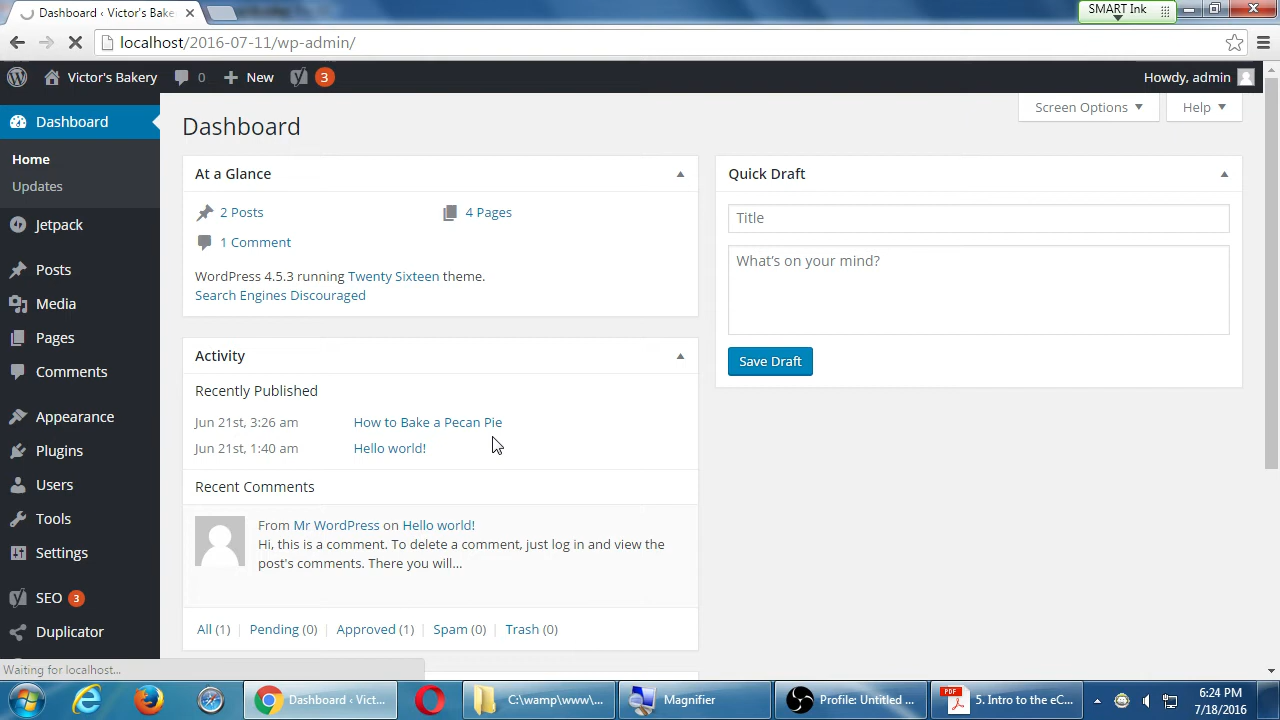 Dashboard ‹ Victor's Bake
SMART Ink
localhost/2016-07-11/wp-admin/
Victor's Bakery 0 New 3 Howdy, admin
Screen Options Help
Dashboard
Home
Updates
Jetpack
Posts
Media
Pages
Comments
Appearance
Plugins
Users
Tools
Settings
SEO 3
Duplicator
Dashboard
At a Glance
2 Posts 4 Pages
1 Comment
WordPress 4.5.3 running Twenty Sixteen theme.
Search Engines Discouraged
Activity
Recently Published
Jun 21st, 3:26 am How to Bake a Pecan Pie
Jun 21st, 1:40 am Hello world!
Recent Comments
From Mr WordPress on Hello world!
Hi, this is a comment. To delete a comment, just log in and view the
post's comments. There you will...
All (1) | Pending (0) | Approved (1) | Spam (0) | Trash (0)
Quick Draft
Title
What's on your mind?
Save Draft
Waiting for localhost...
Dashboard ‹ Vict... C:\wamp\www\... Magnifier Profile: Untitled ... PDF 5. Intro to the eC... 6:24 PM
7/18/2016